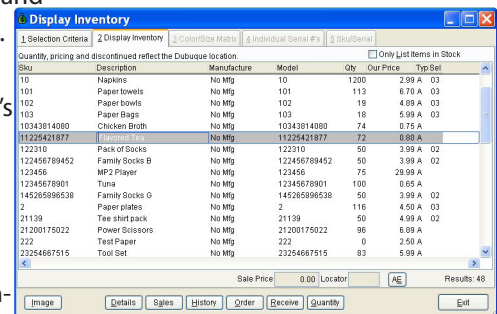 and
.
's
n-
Display Inventory
1 Selection Criteria 2 Display Inventory 3 Color/Size Matrix 4 Individual Serial #'s 5 Sku/Serial
Quantity, pricing and discontinued reflect the Dubuque location. Only List Items in Stock
Sku Description Manufacture Model Qty Our Price Typ Sel
10 Napkins No Mfg 10 1200 2.99 A 03
101 Paper towels No Mfg 101 113 6.70 A 03
102 Paper bowls No Mfg 102 19 4.89 A 03
103 Paper Bags No Mfg 103 18 5.99 A 03
10343814080 Chicken Broth No Mfg 10343814080 74 0.75 A
11225421877 Flavored Tea No Mfg 11225421877 72 0.80 A
122310 Pack of Socks No Mfg 122310 50 3.99 A 02
122456789452 Family Socks B No Mfg 122456789452 50 3.99 A 02
123456 MP2 Player No Mfg 123456 75 29.99 A
12345678901 Tuna No Mfg 12345678901 100 0.65 A
145265896538 Family Socks G No Mfg 145265896538 50 3.99 A 02
2 Paper plates No Mfg 2 116 4.50 A 03
21139 Tee shirt pack No Mfg 21139 50 4.99 A 02
21200175022 Power Scissors No Mfg 21200175022 96 6.89 A
222 Test Paper No Mfg 222 0 2.50 A
23254667515 Tool Set No Mfg 23254667515 83 5.99 A
Sale Price 0.00 Locator AE Results: 48
Image Details Sales History Order Receive Quantity Exit